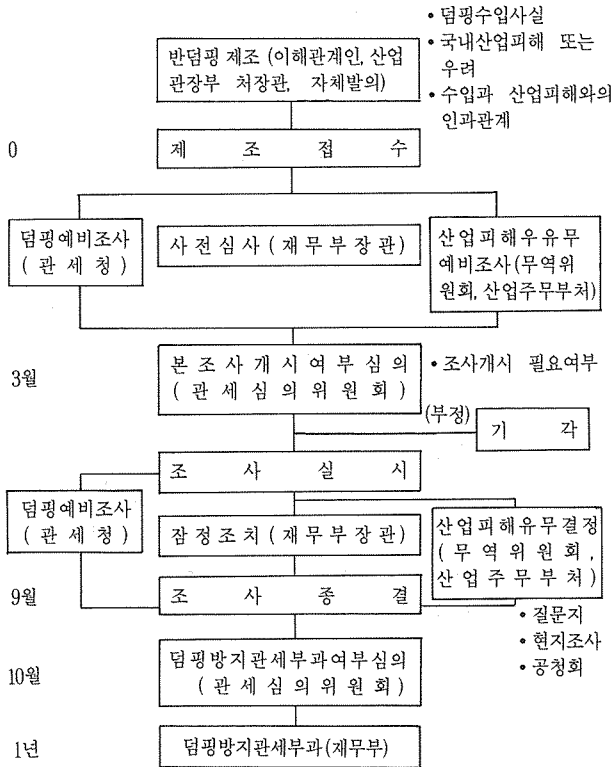 • 덤핑수입사실
• 국내산업피해 또는
우려
• 수입과 산업피해와의
인과관계
반덤핑 제조 (이해관계인, 산업
관장부 처장관, 자체발의)
0
제 조 접 수
덤핑예비조사
( 관 세 청 )
사 전 심 사 ( 재 무 부 장 관 )
산업피해우유무
예비조사(무역위
원회, 산업주무부처)
3월
본 조 사 개 시 여 부 심 의
( 관 세 심 의 위 원 회 )
• 조사개시 필요여부
(부정)
기 각
조 사 실 시
덤핑예비조사
( 관 세 청 )
잠정조치 ( 재 무 부 장 관 )
산업피해유무결정
( 무 역 위 원 회 ,
산 업 주 무 부 처 )
9월
조 사 종 결
• 질문지
• 현지조사
• 공청회
10월
덤핑방지관세부과여부심의
( 관 세 심 의 위 원 회 )
1년
덤핑방지관세부과(재무부)